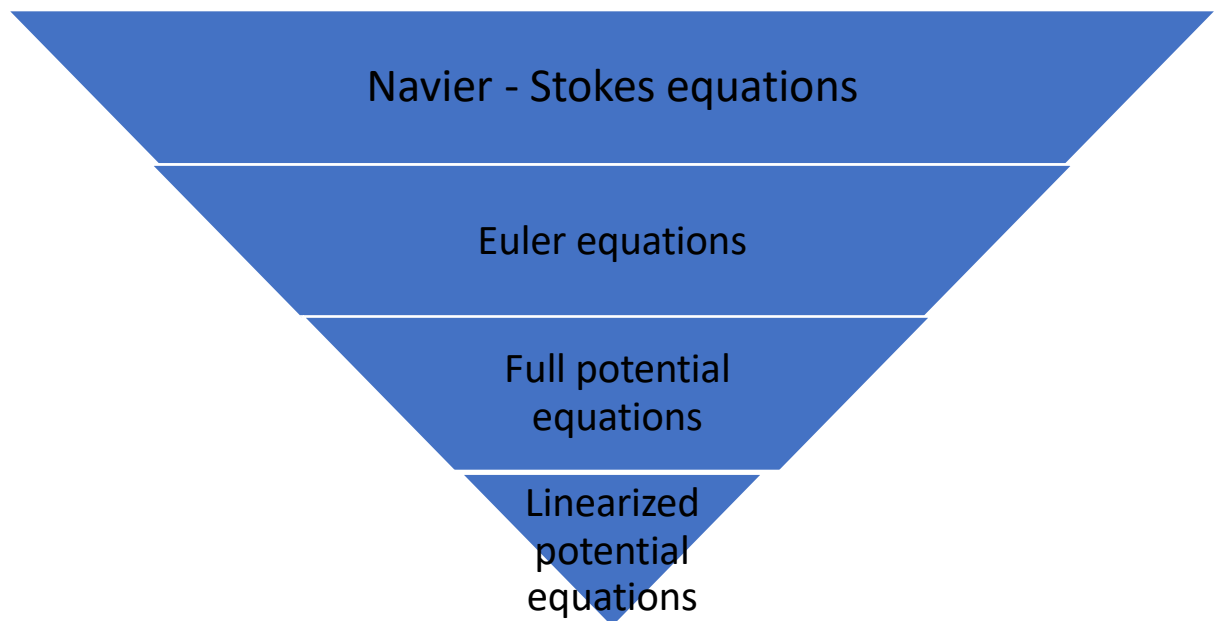 Navier - Stokes equations
Euler equations
Full potential
equations
Linearized
potential
equations